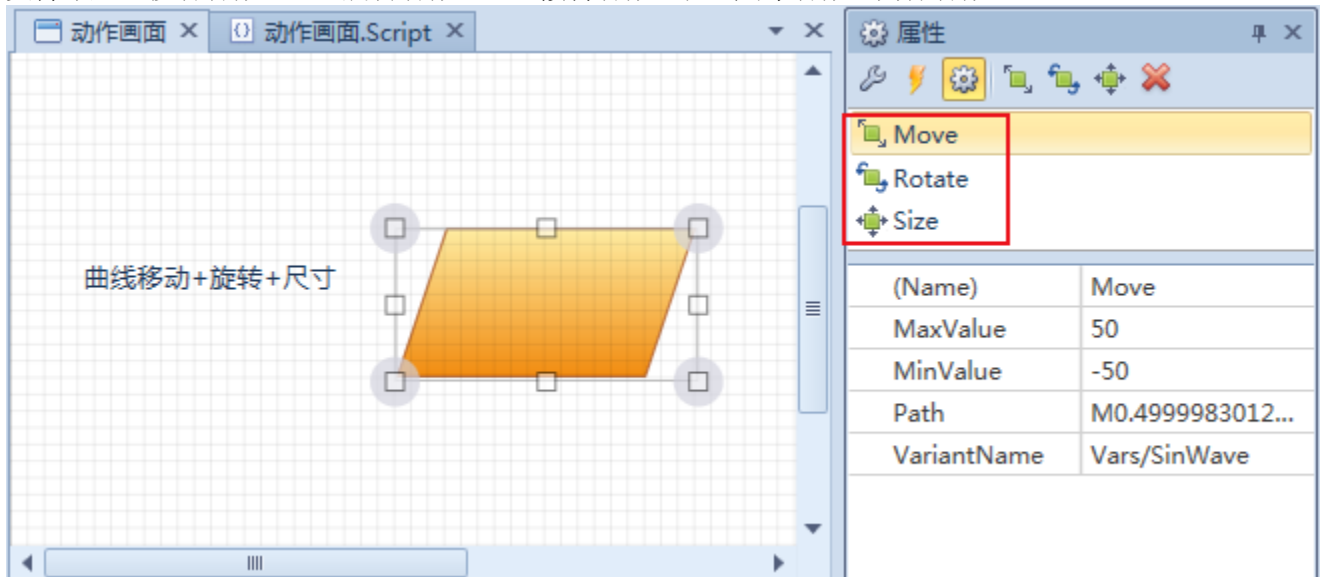 动作画面
动作画面.Script
曲线移动+旋转+尺寸
属性
Move
Rotate
Size
(Name) Move
MaxValue 50
MinValue -50
Path M0.4999983012...
VariantName Vars/SinWave